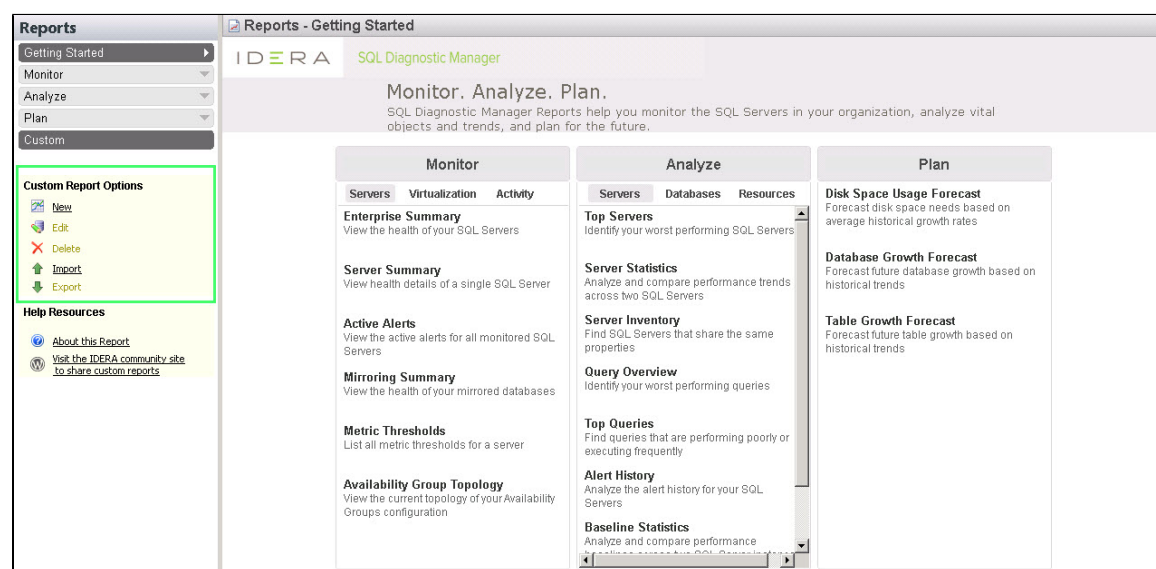 Reports
Getting Started
Monitor
Analyze
Plan
Custom
Custom Report Options
New
Edit
Delete
Import
Export
Help Resources
About this Report
Visit the IDERA community site
to share custom reports
Reports - Getting Started
IDERA SQL Diagnostic Manager
Monitor. Analyze. Plan.
SQL Diagnostic Manager Reports help you monitor the SQL Servers in your organization, analyze vital
objects and trends, and plan for the future.
Monitor
Servers Virtualization Activity
Enterprise Summary
View the health of your SQL Servers
Server Summary
View health details of a single SQL Server
Active Alerts
View the active alerts for all monitored SQL
Servers
Mirroring Summary
View the health of your mirrored databases
Metric Thresholds
List all metric thresholds for a server
Availability Group Topology
View the current topology of your Availability
Groups configuration
Analyze
Servers Databases Resources
Top Servers
Identify your worst performing SQL Servers
Server Statistics
Analyze and compare performance trends
across two SQL Servers
Server Inventory
Find SQL Servers that share the same
properties
Query Overview
Identify your worst performing queries
Top Queries
Find queries that are performing poorly or
executing frequently
Alert History
Analyze the alert history for your SQL
Servers
Baseline Statistics
Analyze and compare performance
Plan
Disk Space Usage Forecast
Forecast disk space needs based on
average historical growth rates
Database Growth Forecast
Forecast future database growth based on
historical trends
Table Growth Forecast
Forecast future table growth based on
historical trends